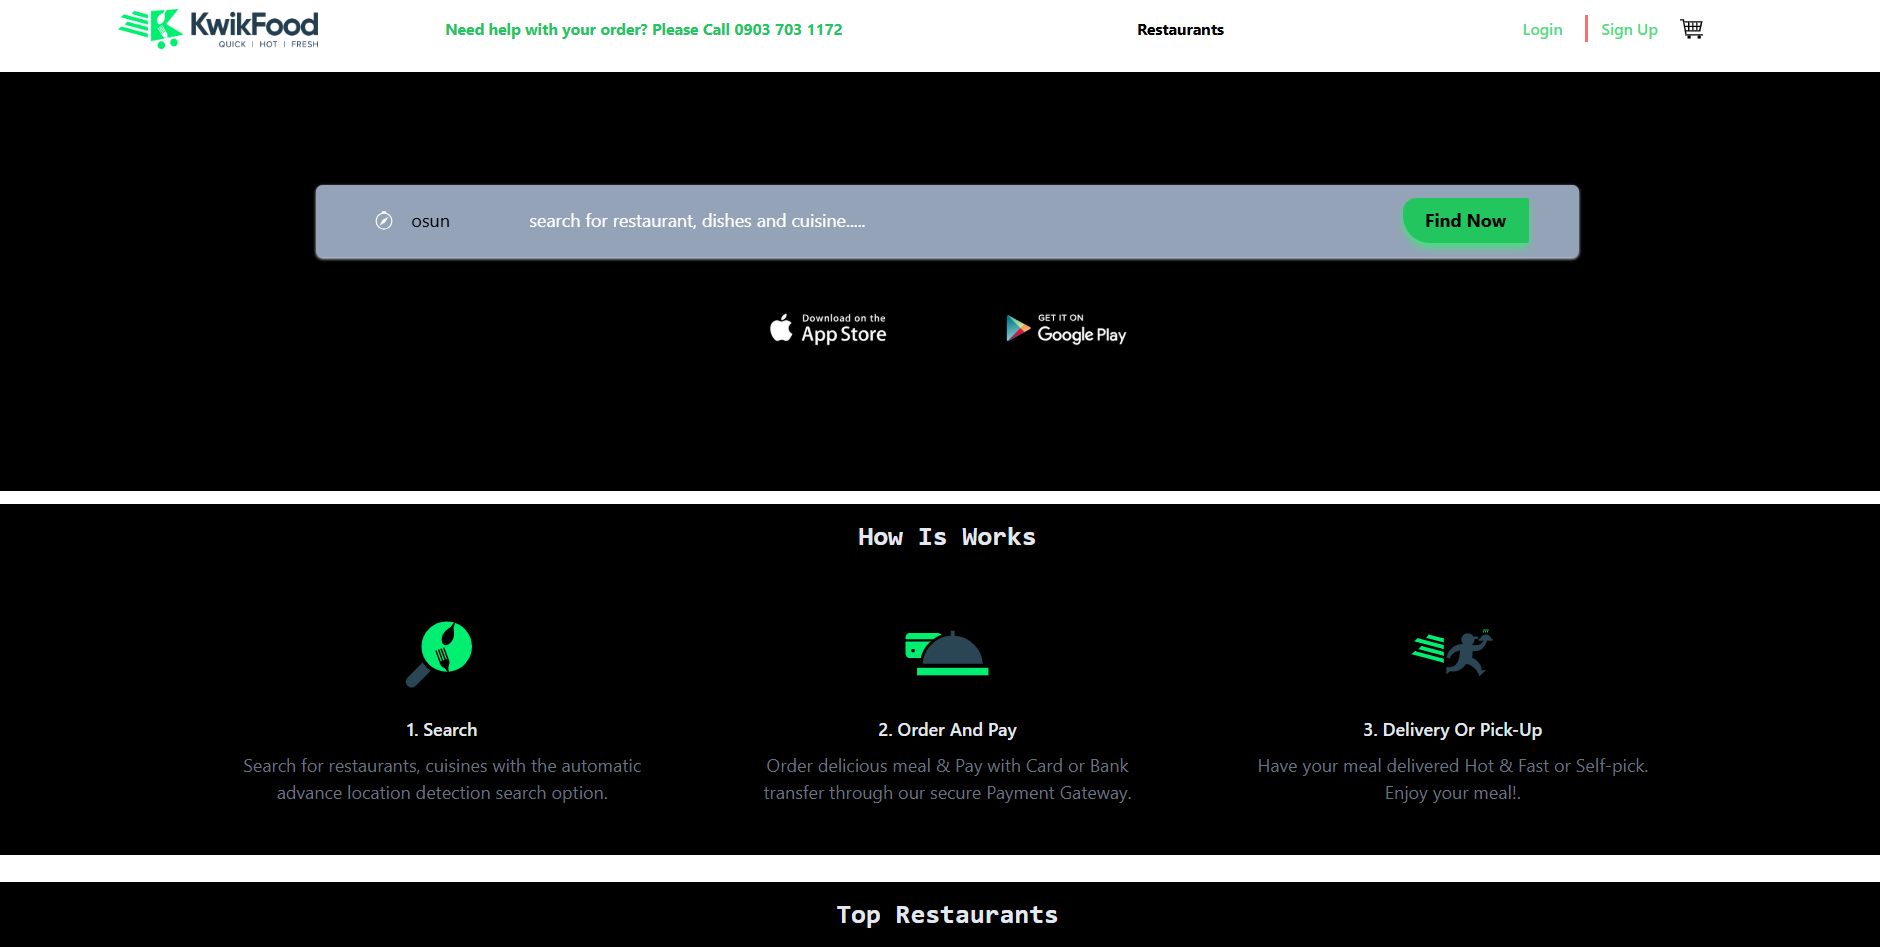 KwikFood
QUICK | HOT | FRESH
Need help with your order? Please Call 0903 703 1172
Restaurants
Login
Sign Up
osun
search for restaurant, dishes and cuisine.....
Find Now
Download on the
App Store
GET IT ON
Google Play
How Is Works
1. Search
Search for restaurants, cuisines with the automatic
advance location detection search option.
2. Order And Pay
Order delicious meal & Pay with Card or Bank
transfer through our secure Payment Gateway.
3. Delivery Or Pick-Up
Have your meal delivered Hot & Fast or Self-pick.
Enjoy your meal!.
Top Restaurants